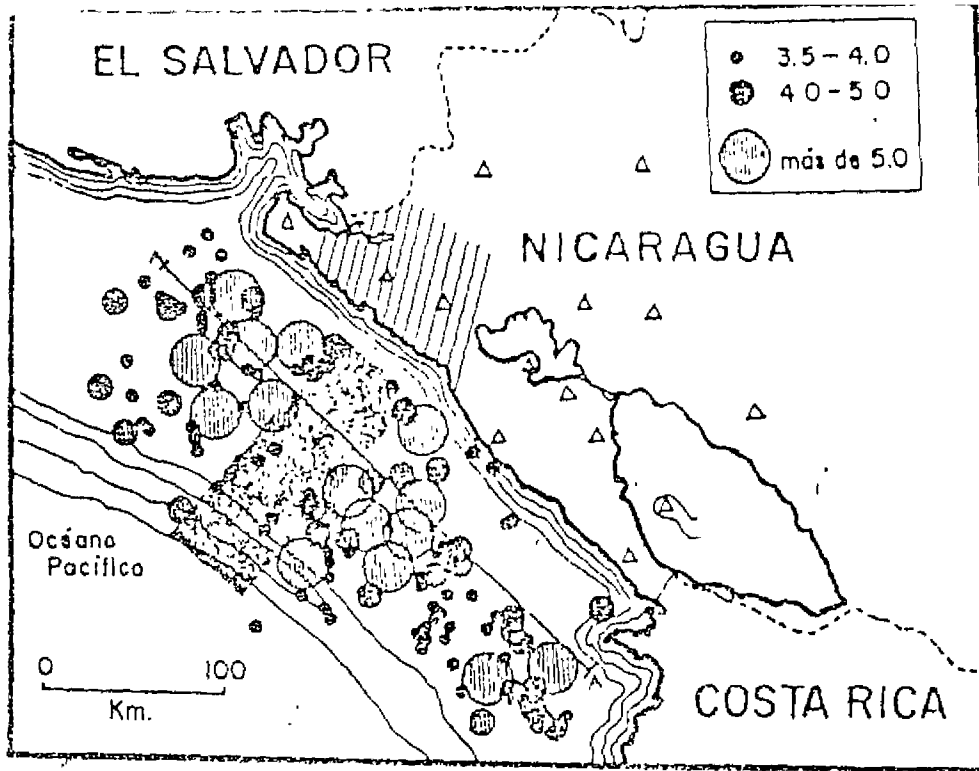 EL SALVADOR
3.5 - 4.0
4.0 - 5.0
más de 5.0
NICARAGUA
Océano
Pacífico
0 100
Km.
COSTA RICA